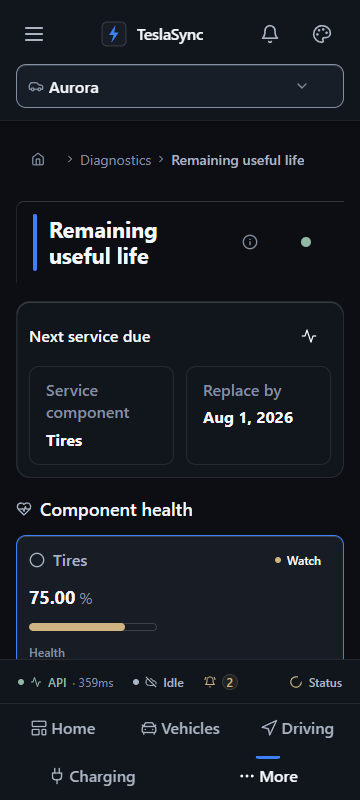 TeslaSync
Aurora
Diagnostics
Remaining useful life
Remaining
useful life
Next service due
Service
component
Tires
Replace by
Aug 1, 2026
Component health
Tires
Watch
75.00 %
Health
API · 359ms
Idle
2
Status
Home
Vehicles
Driving
Charging
More